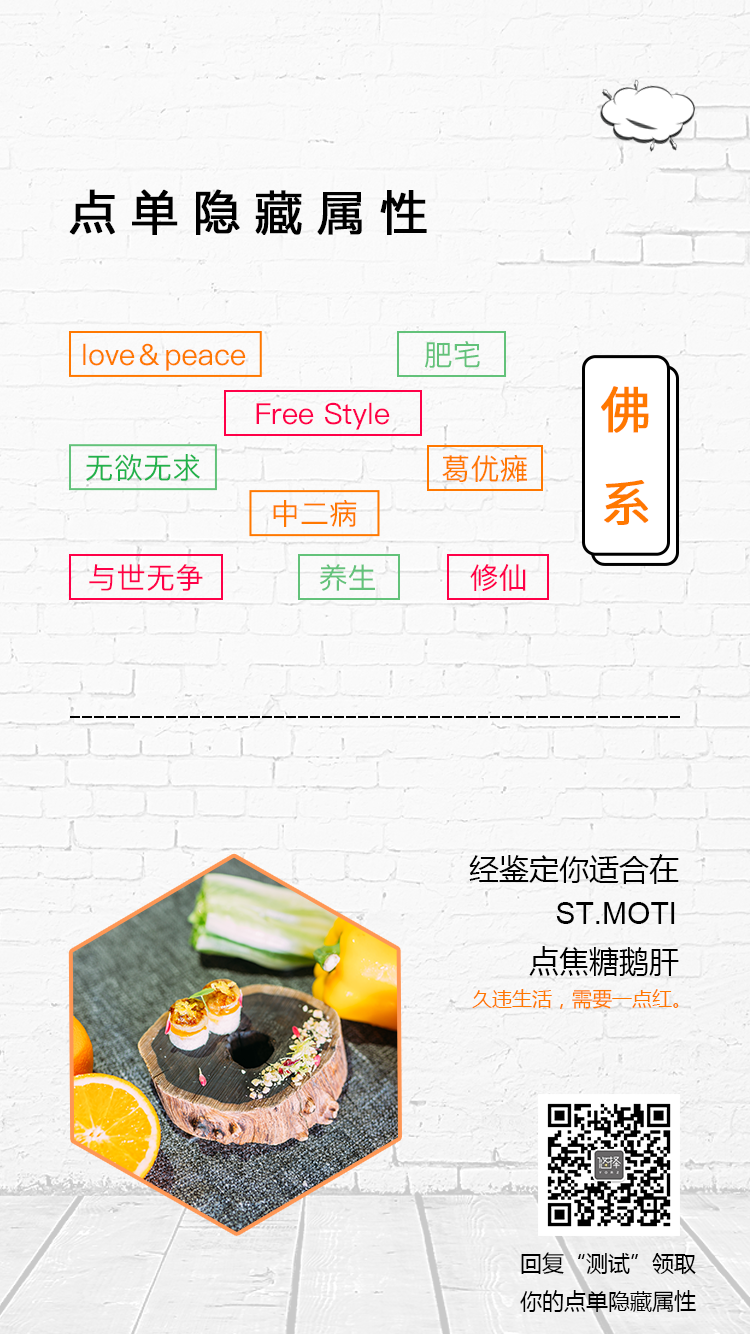 点单隐藏属性
love&peace
肥宅
Free Style
无欲无求
葛优瘫
中二病
与世无争
养生
修仙
佛系
经鉴定你适合在
ST.MOTI
点焦糖鹅肝
久违生活，需要一点红。
回复“测试”领取
你的点单隐藏属性